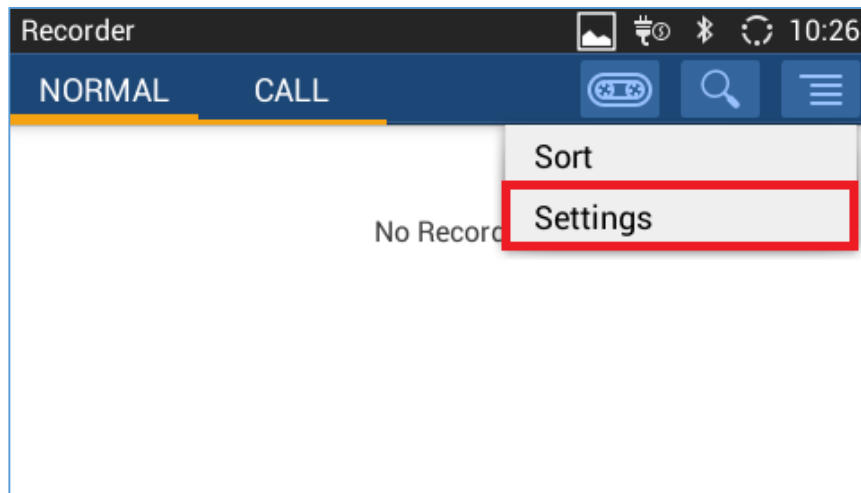 Recorder 10:26
NORMAL CALL
Sort
Settings
No Record